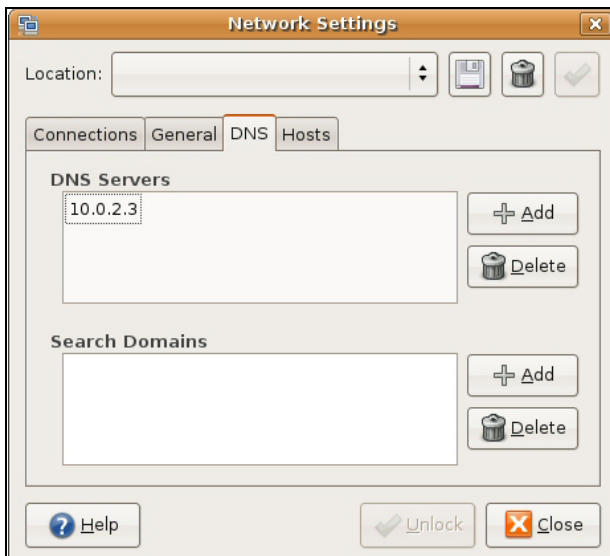 Network Settings
Location:
Connections General DNS Hosts
DNS Servers
10.0.2.3
Add
Delete
Search Domains
Add
Delete
Help Unlock Close